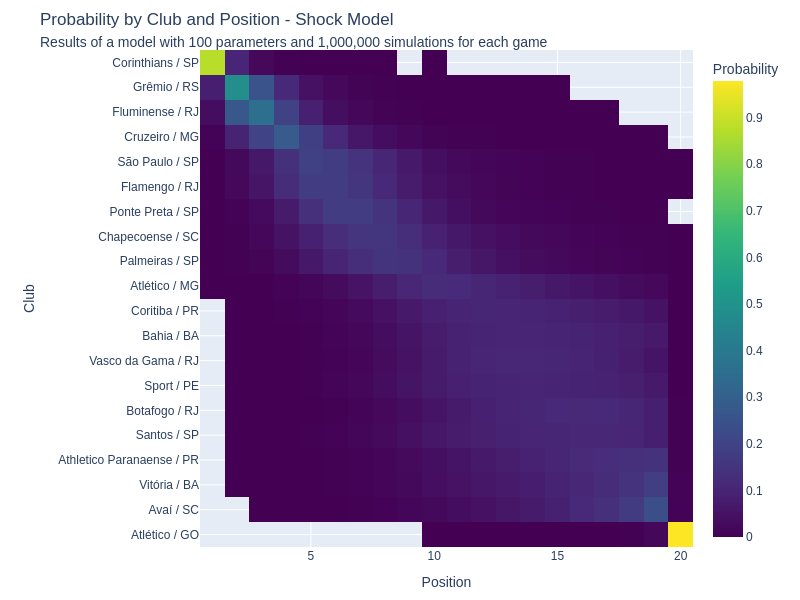 Probability by Club and Position - Shock Model
Results of a model with 100 parameters and 1,000,000 simulations for each game
Probability
Corinthians / SP
Grêmio / RS
Fluminense / RJ
Cruzeiro / MG
São Paulo / SP
Flamengo / RJ
Ponte Preta / SP
Chapecoense / SC
Palmeiras / SP
Atlético / MG
Coritiba / PR
Bahia / BA
Vasco da Gama / RJ
Sport / PE
Botafogo / RJ
Santos / SP
Athletico Paranaense / PR
Vitória / BA
Avaí / SC
Atlético / GO
Club
5
10
15
20
Position
0.9
0.8
0.7
0.6
0.5
0.4
0.3
0.2
0.1
0